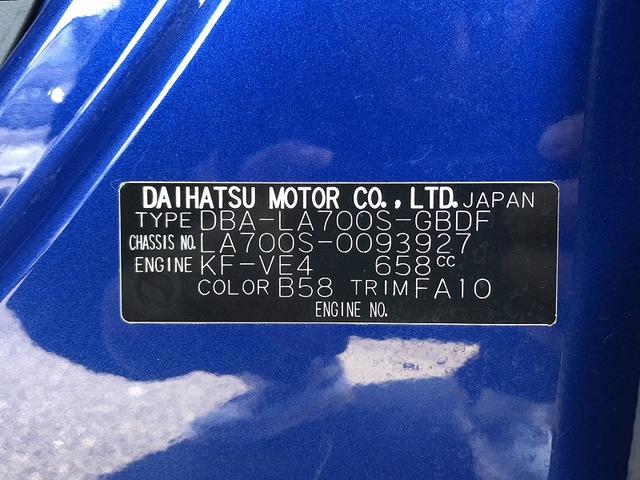 DAIHATSU MOTOR CO., LTD. JAPAN
TYPE DBA-LA700S-GBDF
CHASSIS NO. LA700S-0093927
ENGINE KF-VE4 658cc
COLOR B58 TRIM FA10
ENGINE NO.